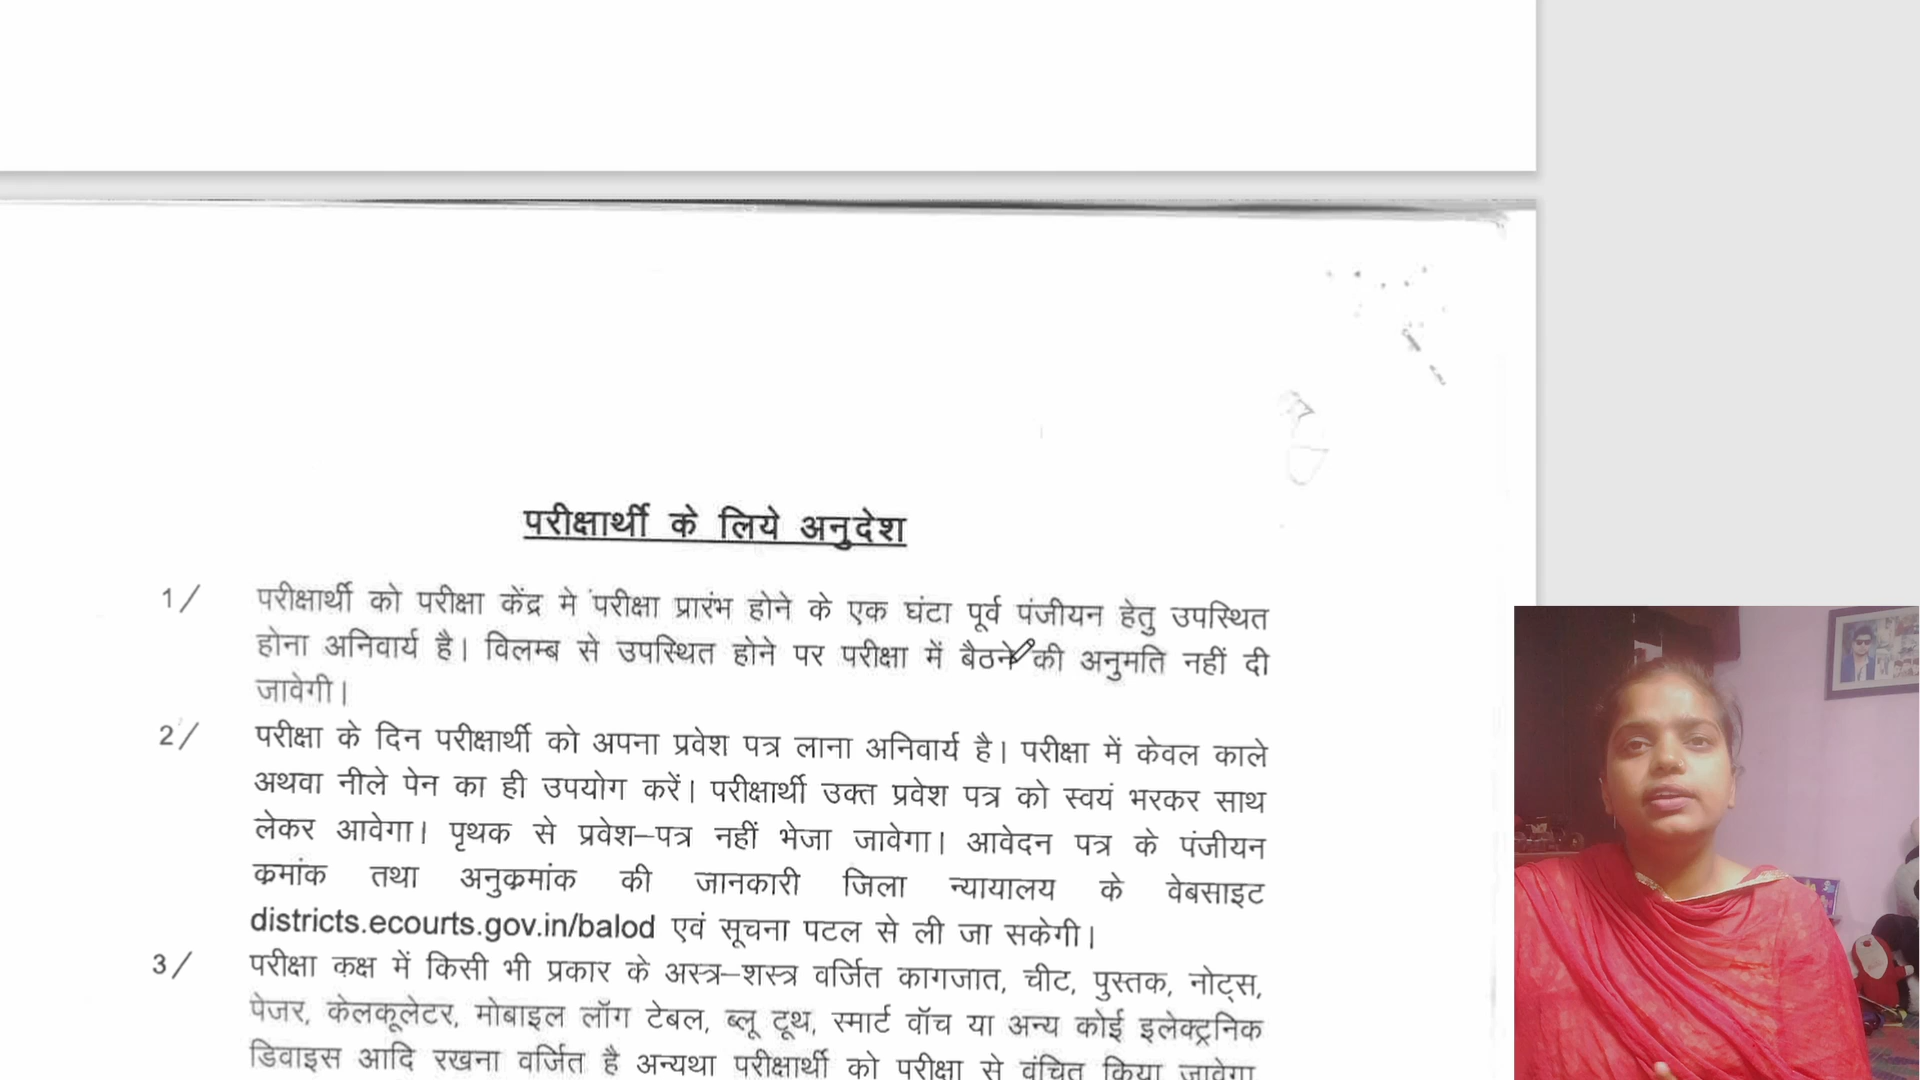 परीक्षार्थी के लिये अनुदेश
1/ परीक्षार्थी को परीक्षा केंद्र मे परीक्षा प्रारंभ होने के एक घंटा पूर्व पंजीयन हेतु उपस्थित
होना अनिवार्य है। विलम्ब से उपस्थित होने पर परीक्षा में बैठने की अनुमति नहीं दी
जावेगी।
2/ परीक्षा के दिन परीक्षार्थी को अपना प्रवेश पत्र लाना अनिवार्य है। परीक्षा में केवल काले
अथवा नीले पेन का ही उपयोग करें। परीक्षार्थी उक्त प्रवेश पत्र को स्वयं भरकर साथ
लेकर आवेगा। पृथक से प्रवेश–पत्र नहीं भेजा जावेगा। आवेदन पत्र के पंजीयन
क्रमांक तथा अनुक्रमांक की जानकारी जिला न्यायालय के वेबसाइट
districts.ecourts.gov.in/balod एवं सूचना पटल से ली जा सकेगी।
3/ परीक्षा कक्ष में किसी भी प्रकार के अस्त्र–शस्त्र वर्जित कागजात, चीट, पुस्तक, नोट्स,
पेजर, केलकूलेटर, मोबाइल लॉग टेबल, ब्लू टूथ, स्मार्ट वॉच या अन्य कोई इलेक्ट्रनिक
डिवाइस आदि रखना वर्जित है अन्यथा परीक्षार्थी को परीक्षा से वंचित किया जावेगा